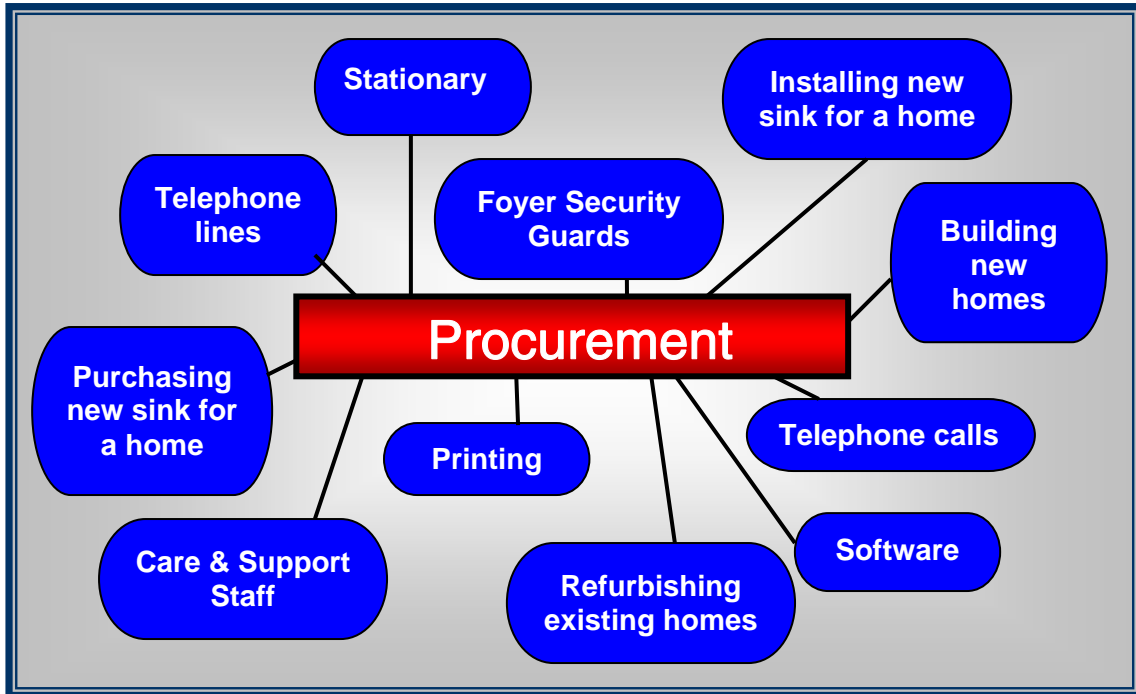 Stationary
Installing new
sink for a home
Telephone
lines
Foyer Security
Guards
Building
new
homes
Procurement
Purchasing
new sink for
a home
Printing
Telephone calls
Care & Support
Staff
Software
Refurbishing
existing homes